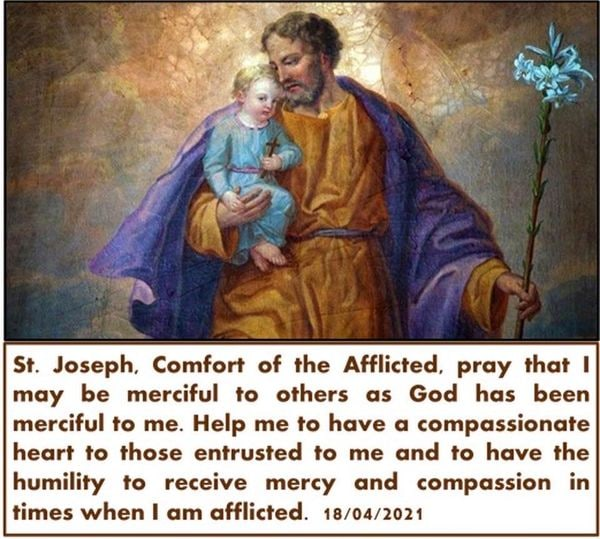 St. Joseph, Comfort of the Afflicted, pray that I
may be merciful to others as God has been
merciful to me. Help me to have a compassionate
heart to those entrusted to me and to have the
humility to receive mercy and compassion in
times when I am afflicted. 18/04/2021